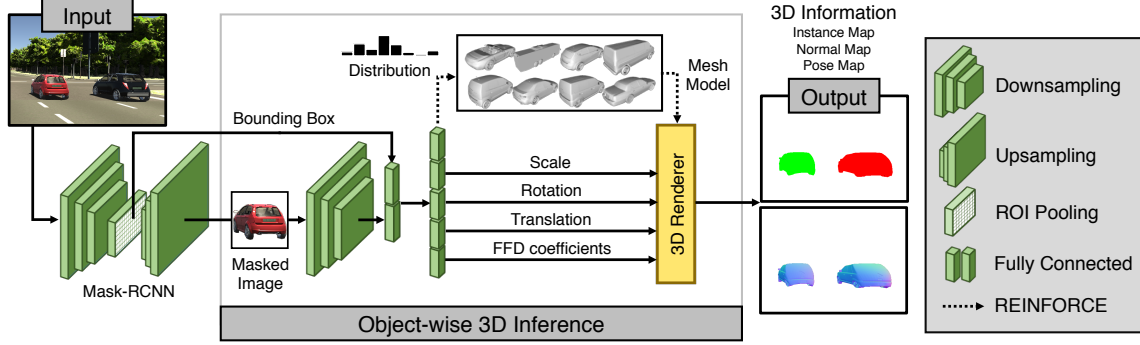 Input
Mask-RCNN
Bounding Box
Masked
Image
Distribution
Mesh
Model
Scale
Rotation
Translation
FFD coefficients
3D Renderer
Object-wise 3D Inference
3D Information
Instance Map
Normal Map
Pose Map
Output
Downsampling
Upsampling
ROI Pooling
Fully Connected
REINFORCE